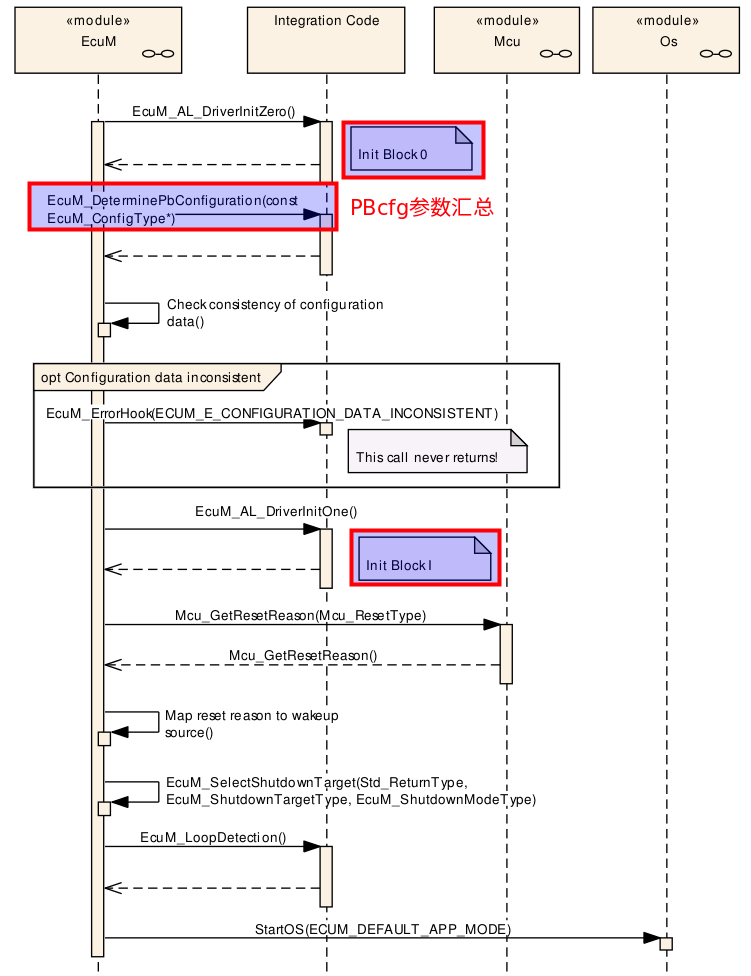 «module»
EcuM
Integration Code
«module»
Mcu
«module»
Os
EcuM_AL_DriverInitZero()
Init Block 0
EcuM_DeterminePbConfiguration(const
EcuM_ConfigType*)
PBcfg参数汇总
Check consistency of configuration
data()
opt Configuration data inconsistent
EcuM_ErrorHook(ECUM_E_CONFIGURATION_DATA_INCONSISTENT)
This call never returns!
EcuM_AL_DriverInitOne()
Init Block I
Mcu_GetResetReason(Mcu_ResetType)
Mcu_GetResetReason()
Map reset reason to wakeup
source()
EcuM_SelectShutdownTarget(Std_ReturnType,
EcuM_ShutdownTargetType, EcuM_ShutdownModeType)
EcuM_LoopDetection()
StartOS(ECUM_DEFAULT_APP_MODE)